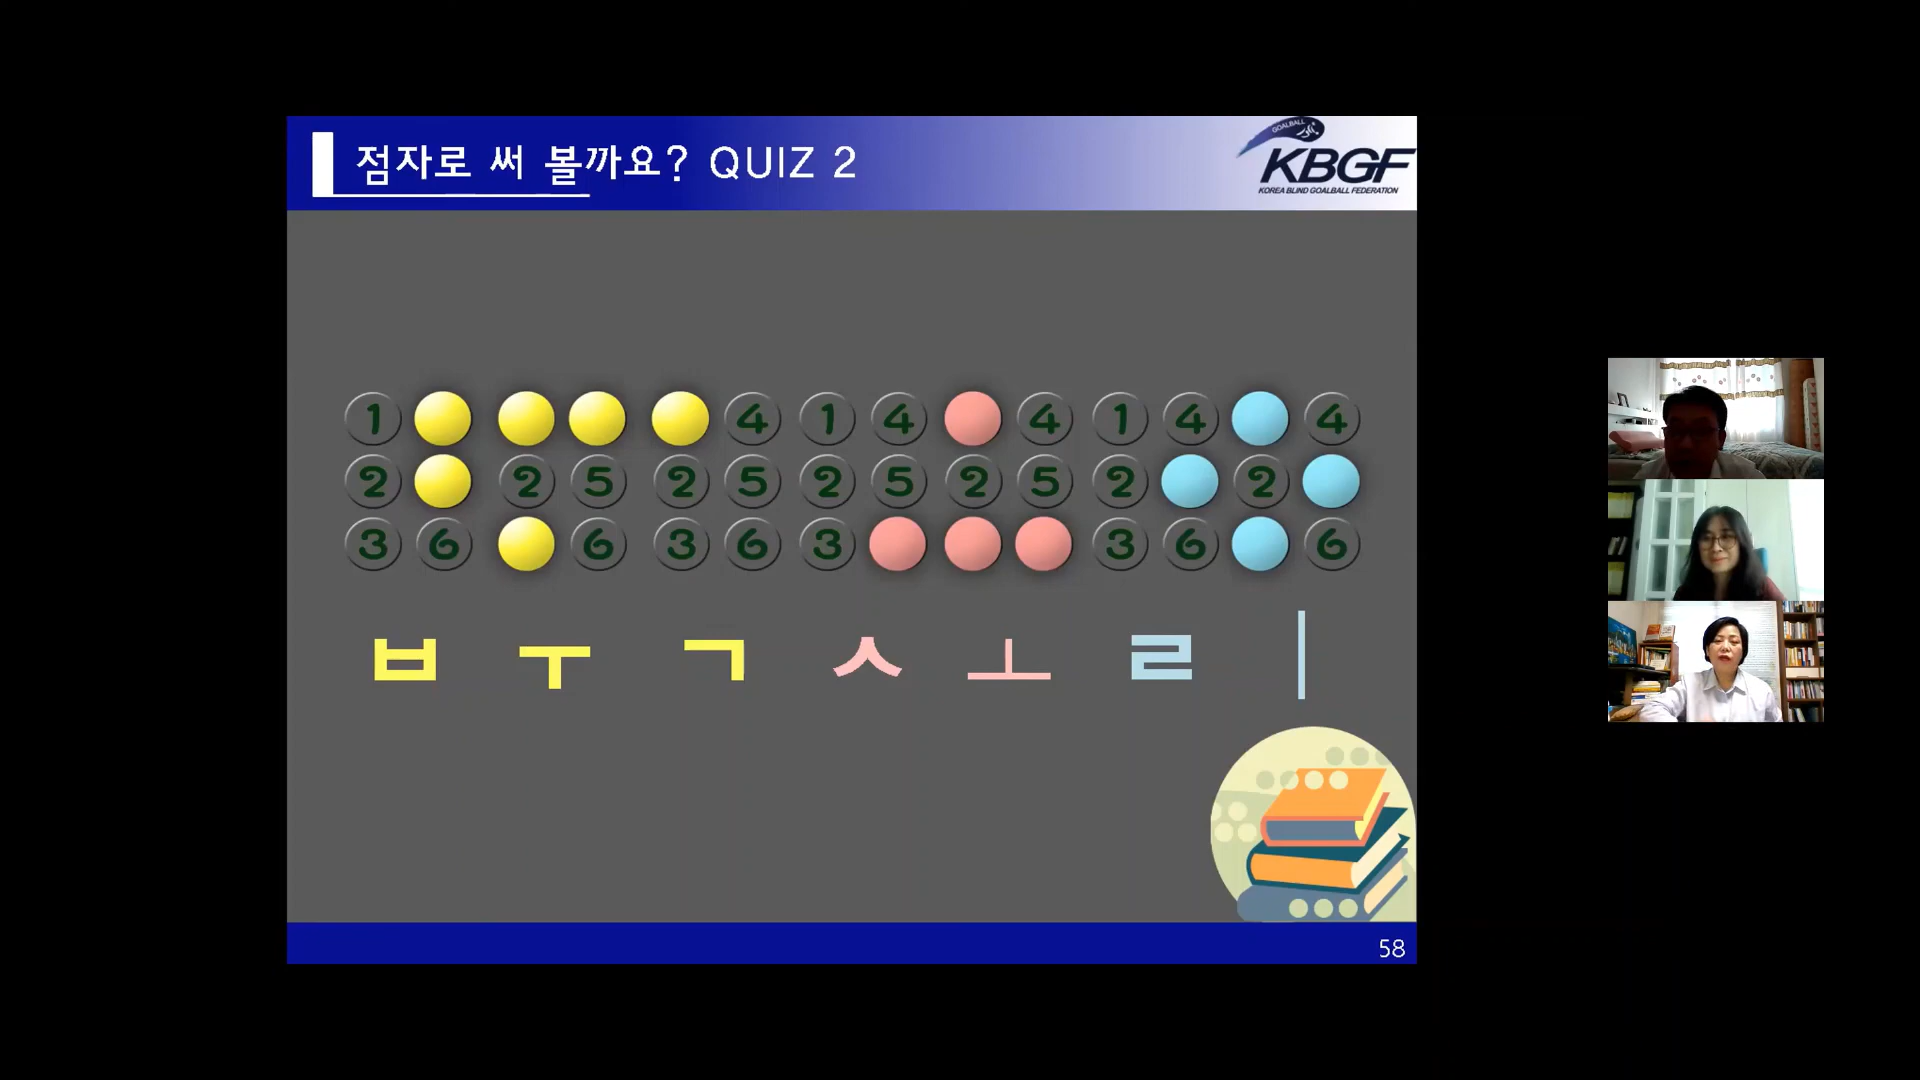 점자로 써 볼까요? QUIZ 2
GOALBALL
KBGF
KOREA BLIND GOALBALL FEDERATION
1 4 1 4 4 1 4 4
2 2 5 2 5 2 5 2 5 2 2
3 6 6 3 6 3 3 6 6
ㅂ ㅜ ㄱ ㅅ ㅗ ㄹ ㅣ
58